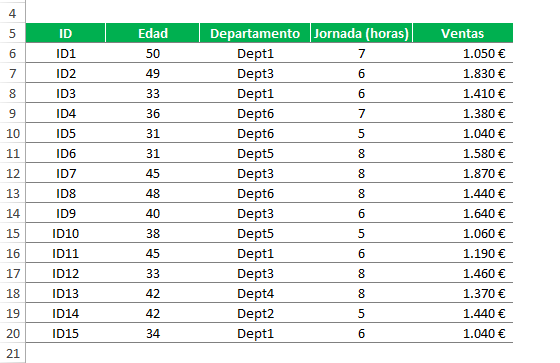 4
5 ID Edad Departamento Jornada (horas) Ventas
6 ID1 50 Dept1 7 1.050 €
7 ID2 49 Dept3 6 1.830 €
8 ID3 33 Dept1 6 1.410 €
9 ID4 36 Dept6 7 1.380 €
10 ID5 31 Dept6 5 1.040 €
11 ID6 31 Dept5 8 1.580 €
12 ID7 45 Dept3 8 1.870 €
13 ID8 48 Dept6 8 1.440 €
14 ID9 40 Dept3 6 1.640 €
15 ID10 38 Dept5 5 1.060 €
16 ID11 45 Dept1 6 1.190 €
17 ID12 33 Dept3 8 1.460 €
18 ID13 42 Dept4 8 1.370 €
19 ID14 42 Dept2 5 1.440 €
20 ID15 34 Dept1 6 1.040 €
21